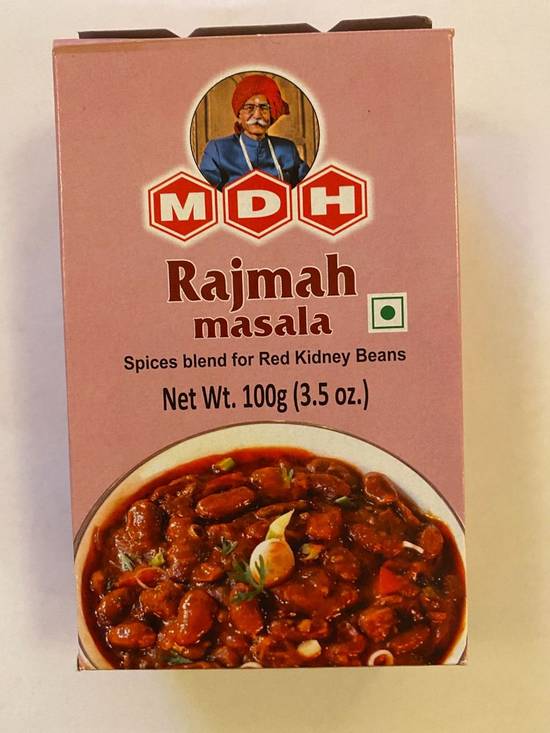 MDH
Rajmah
masala
Spices blend for Red Kidney Beans
Net Wt. 100g (3.5 oz.)